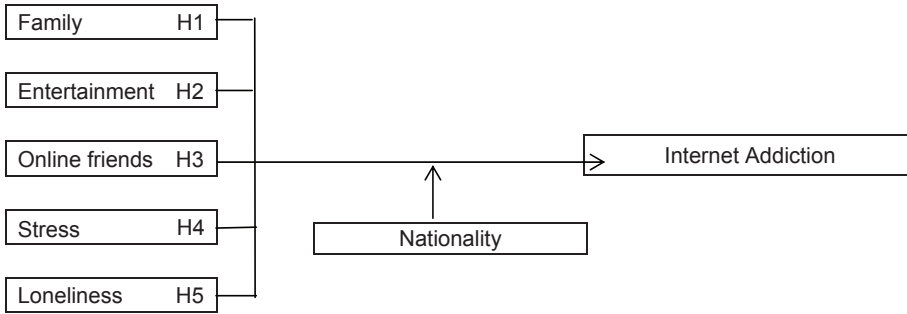 Family H1
Entertainment H2
Online friends H3
Internet Addiction
Stress H4
Nationality
Loneliness H5